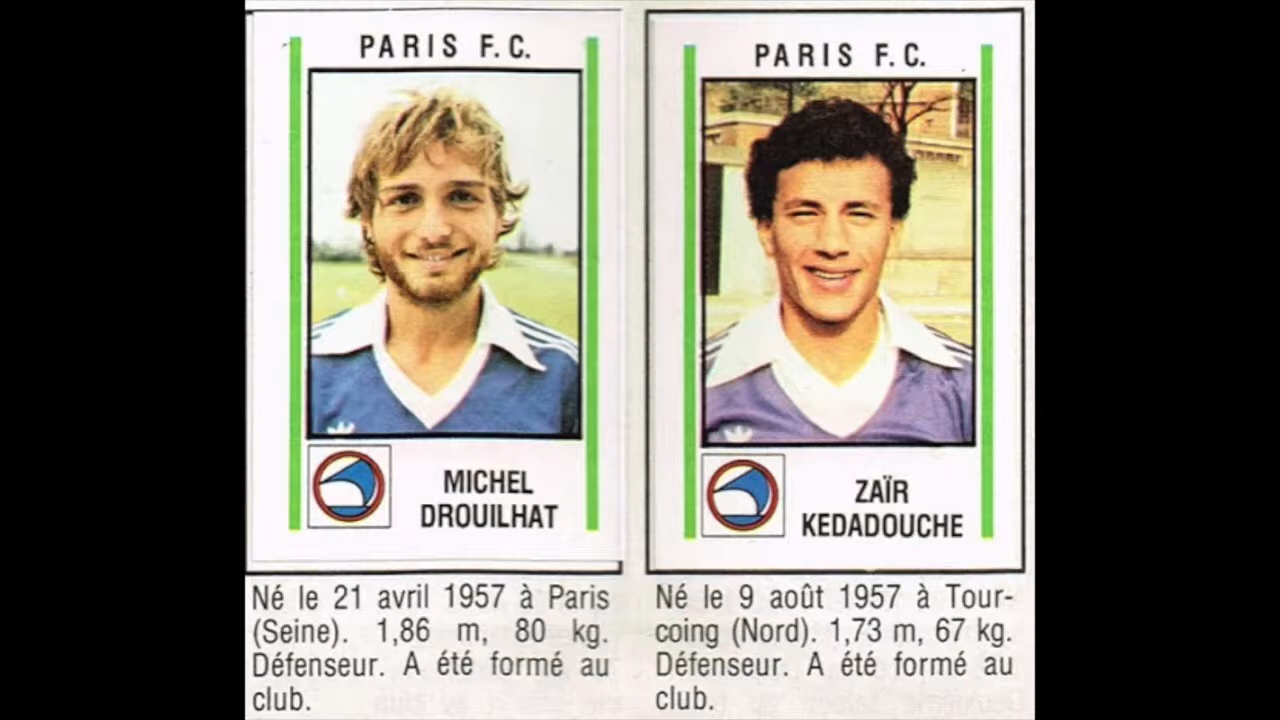 PARIS F.C.
MICHEL
DROUILHAT
Né le 21 avril 1957 à Paris
(Seine). 1,86 m, 80 kg.
Défenseur. A été formé au
club.
PARIS F.C.
ZAÏR
KEDADOUCHE
Né le 9 août 1957 à Tour-
coing (Nord). 1,73 m, 67 kg.
Défenseur. A été formé au
club.